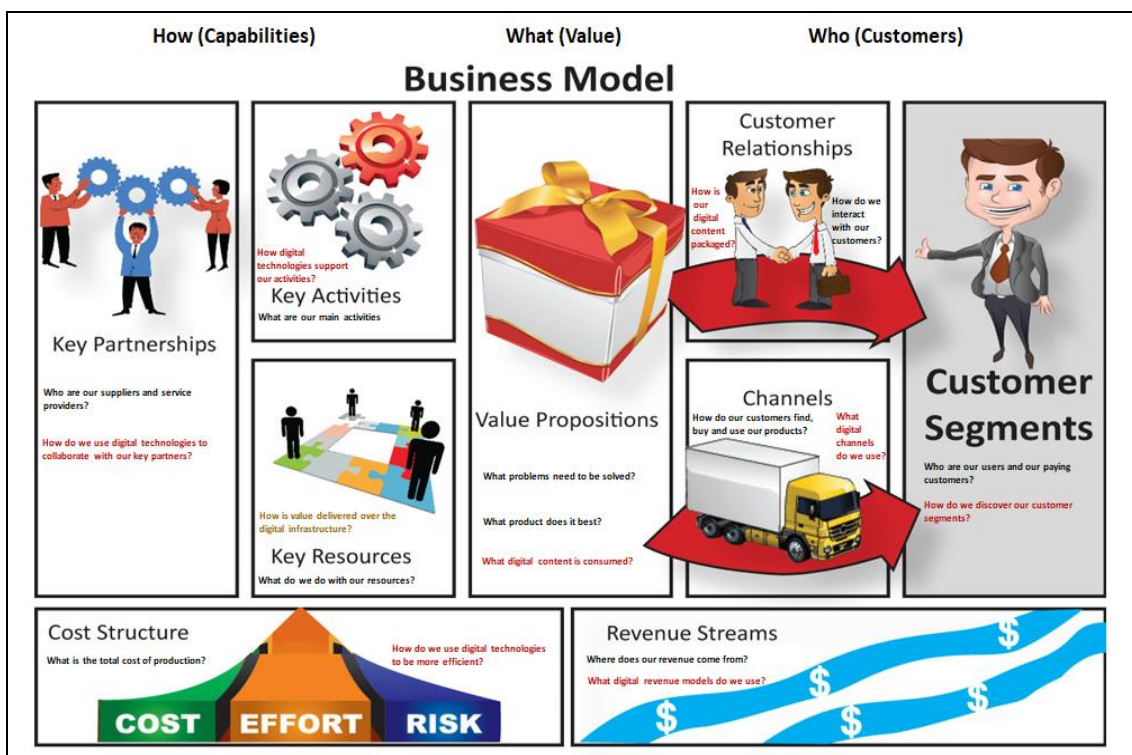 How (Capabilities)
What (Value)
Who (Customers)
Business Model
Key Partnerships
Who are our suppliers and service
providers?
How do we use digital technologies to
collaborate with our key partners?
How digital
technologies support
our activities?
Key Activities
What are our main activities
How is value delivered over the
digital infrastructure?
Key Resources
What do we do with our resources?
Value Propositions
What problems need to be solved?
What product does it best?
What digital content is consumed?
Customer
Relationships
How is
our
digital
content
packaged?
How do we
interact
with our
customers?
Channels
How do our customers find,
buy and use our products?
What
digital
channels
do we use?
Customer
Segments
Who are our users and our paying
customers?
How do we discover our customer
segments?
Cost Structure
What is the total cost of production?
How do we use digital technologies
to be more efficient?
COST
EFFORT
RISK
Revenue Streams
Where does our revenue come from?
What digital revenue models do we use?
$
$
$
$
$